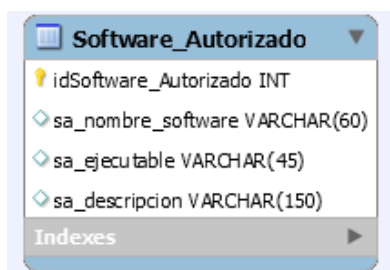 Software_Autorizado
idSoftware_Autorizado INT
sa_nombre_software VARCHAR(60)
sa_ejecutable VARCHAR(45)
sa_descripcion VARCHAR(150)
Indexes